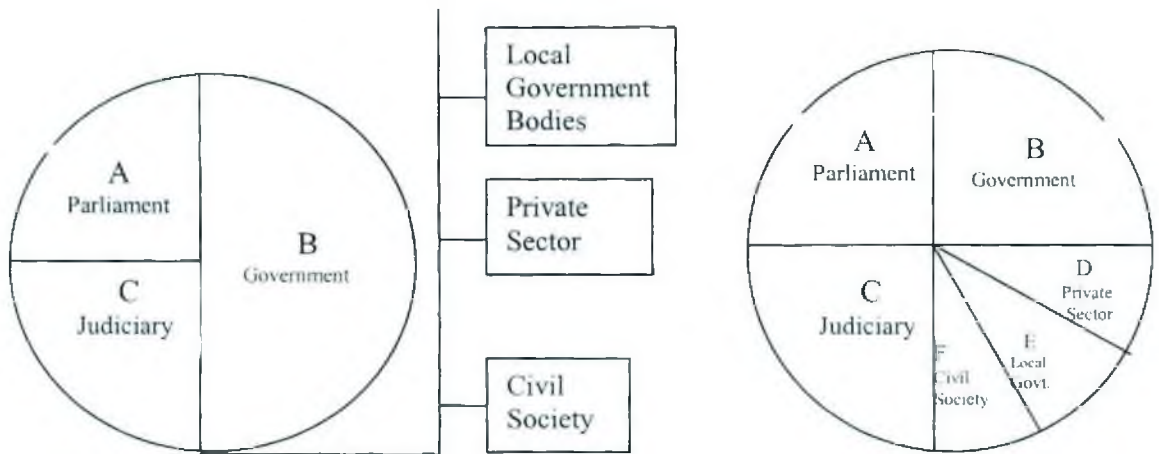 A
Parliament
B
Government
C
Judiciary
Local
Government
Bodies
Private
Sector
Civil
Society
A
Parliament
B
Government
C
Judiciary
D
Private
Sector
E
Local
Govt.
F
Civil
Society